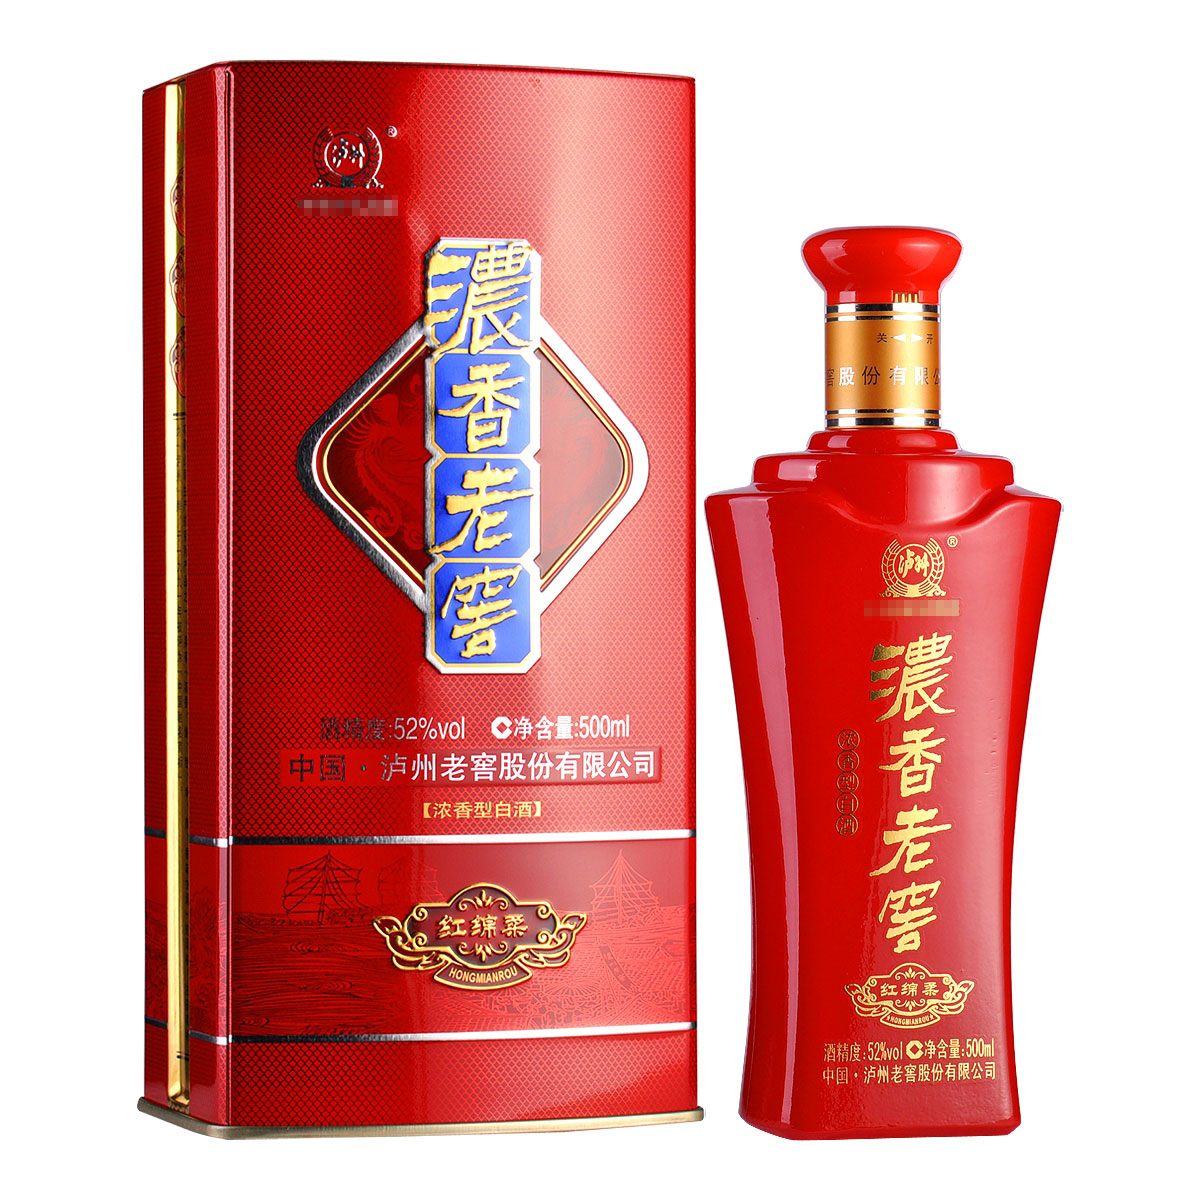 泸州
®
濃香老窖
酒精度:52%vol 净含量:500ml
中国·泸州老窖股份有限公司
【浓香型白酒】
红绵柔
HONGMIANROU
关 开
窖股份有限公
泸州
®
濃香老窖
浓香型白酒
红绵柔
HONGMIANROU
酒精度:52%vol 净含量:500ml
中国·泸州老窖股份有限公司